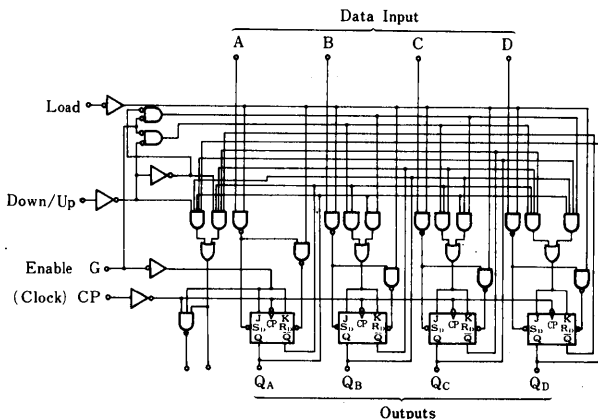 Data Input
A B C D
Load
Down/Up
Enable G
(Clock) CP
J K J K J K J K
CP CP CP CP
SD RD SD RD SD RD SD RD
Q Q̅ Q Q̅ Q Q̅ Q Q̅
QA QB QC QD
Outputs